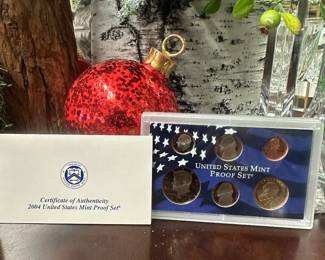 Certificate of Authenticity
2004 United States Mint Proof Set®
UNITED STATES MINT
PROOF SET®